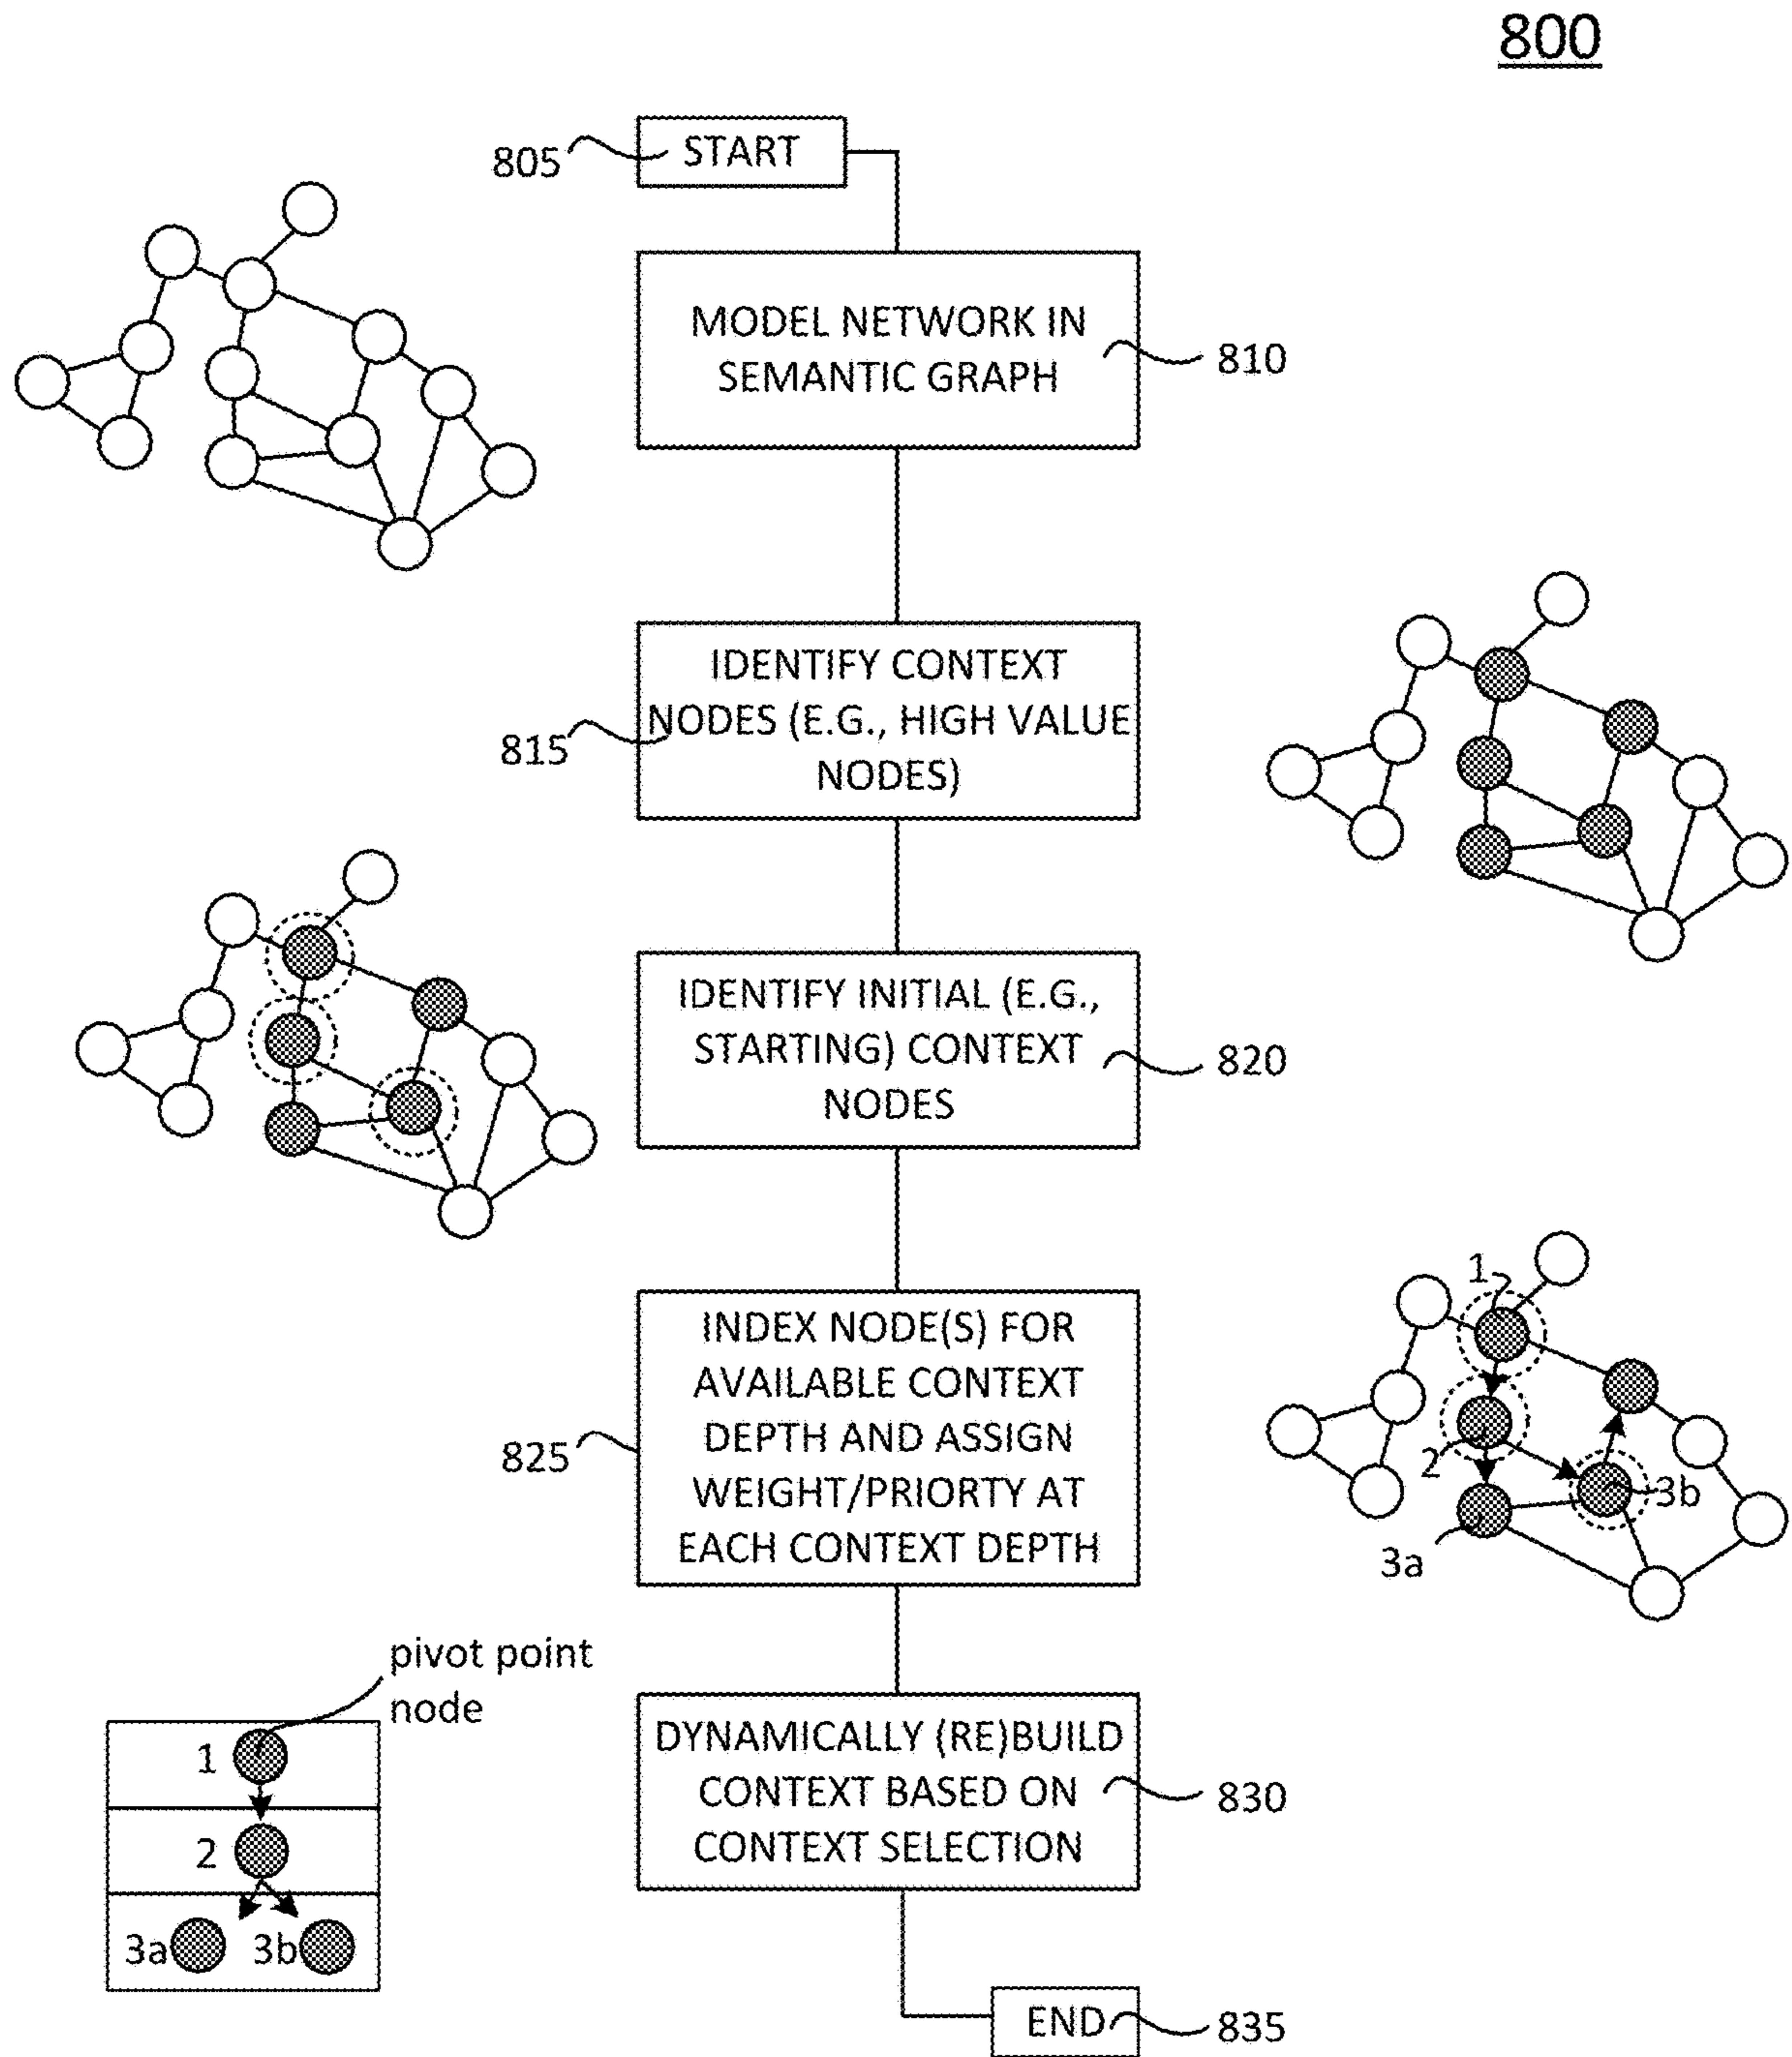 800
805
START
MODEL NETWORK IN
SEMANTIC GRAPH
810
IDENTIFY CONTEXT
NODES (E.G., HIGH VALUE
NODES)
815
IDENTIFY INITIAL (E.G.,
STARTING) CONTEXT
NODES
820
INDEX NODE(S) FOR
AVAILABLE CONTEXT
DEPTH AND ASSIGN
WEIGHT/PRIORTY AT
EACH CONTEXT DEPTH
825
1
2
3b
3a
pivot point
node
1
2
3a 3b
DYNAMICALLY (RE)BUILD
CONTEXT BASED ON
CONTEXT SELECTION
830
END
835